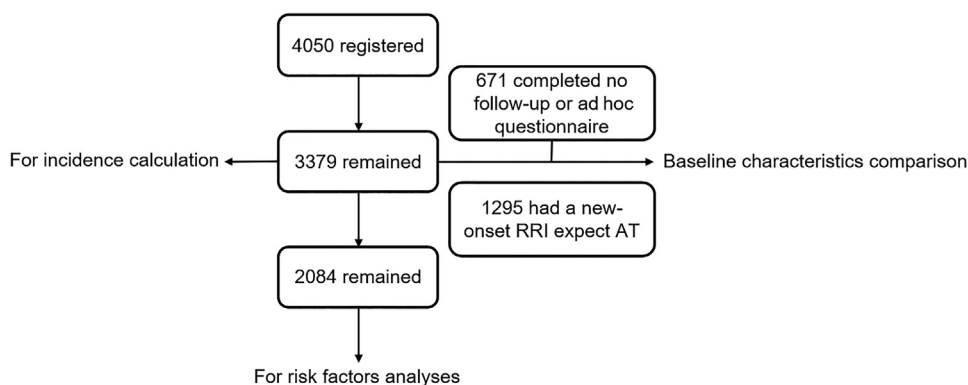 4050 registered
671 completed no
follow-up or ad hoc
questionnaire
For incidence calculation
3379 remained
Baseline characteristics comparison
1295 had a new-
onset RRI expect AT
2084 remained
For risk factors analyses